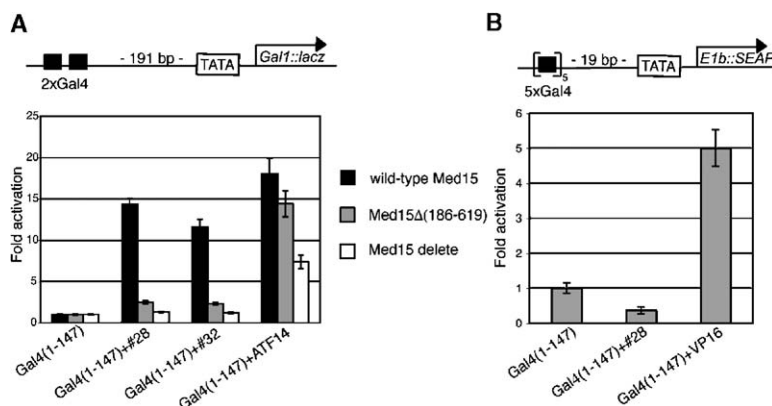 A
- 191 bp -
TATA
Gal1::lacz
2xGal4
Fold activation
25
20
15
10
5
0
Gal4(1-147)
Gal4(1-147)+#28
Gal4(1-147)+#32
Gal4(1-147)+ATF14
wild-type Med15
Med15Δ(186-619)
Med15 delete
B
5
- 19 bp -
TATA
E1b::SEAP
5xGal4
Fold activation
6
5
4
3
2
1
0
Gal4(1-147)
Gal4(1-147)+#28
Gal4(1-147)+VP16